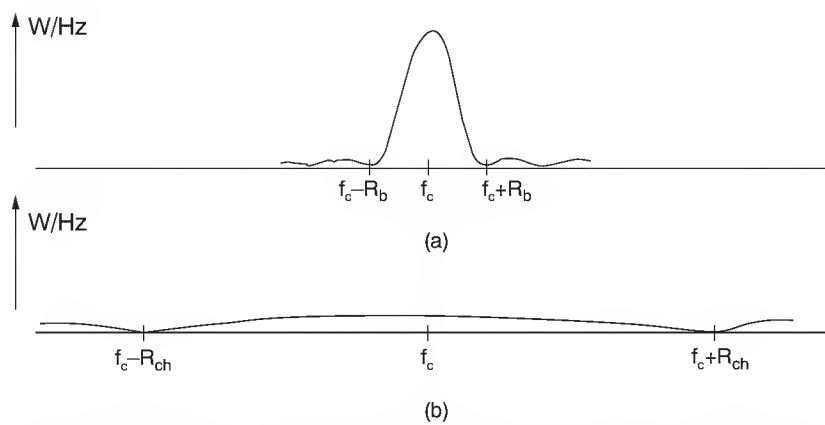 W/Hz
f_c–R_b
f_c
f_c+R_b
(a)
W/Hz
f_c–R_ch
f_c
f_c+R_ch
(b)